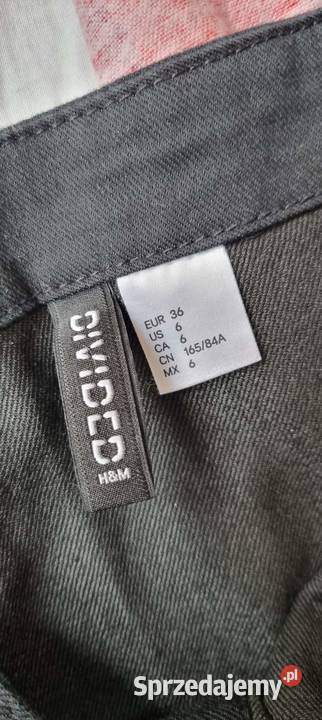 DIVIDED
H&M
EUR 36
US 6
CA 6
CN 165/84A
MX 6
Sprzedajemy.pl